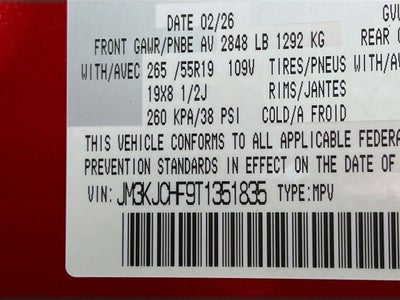 DATE 02/26 GVW
FRONT GAWR/PNBE AV 2848 LB 1292 KG REAR G
WITH/AVEC 265 /55R19 109V TIRES/PNEUS WITH/AV
19X8 1/2J RIMS/JANTES
260 KPA/38 PSI COLD/A FROID
THIS VEHICLE CONFORMS TO ALL APPLICABLE FEDERA
PREVENTION STANDARDS IN EFFECT ON THE DATE OF
VIN: JM3KJCHF9T1351835 TYPE:MPV